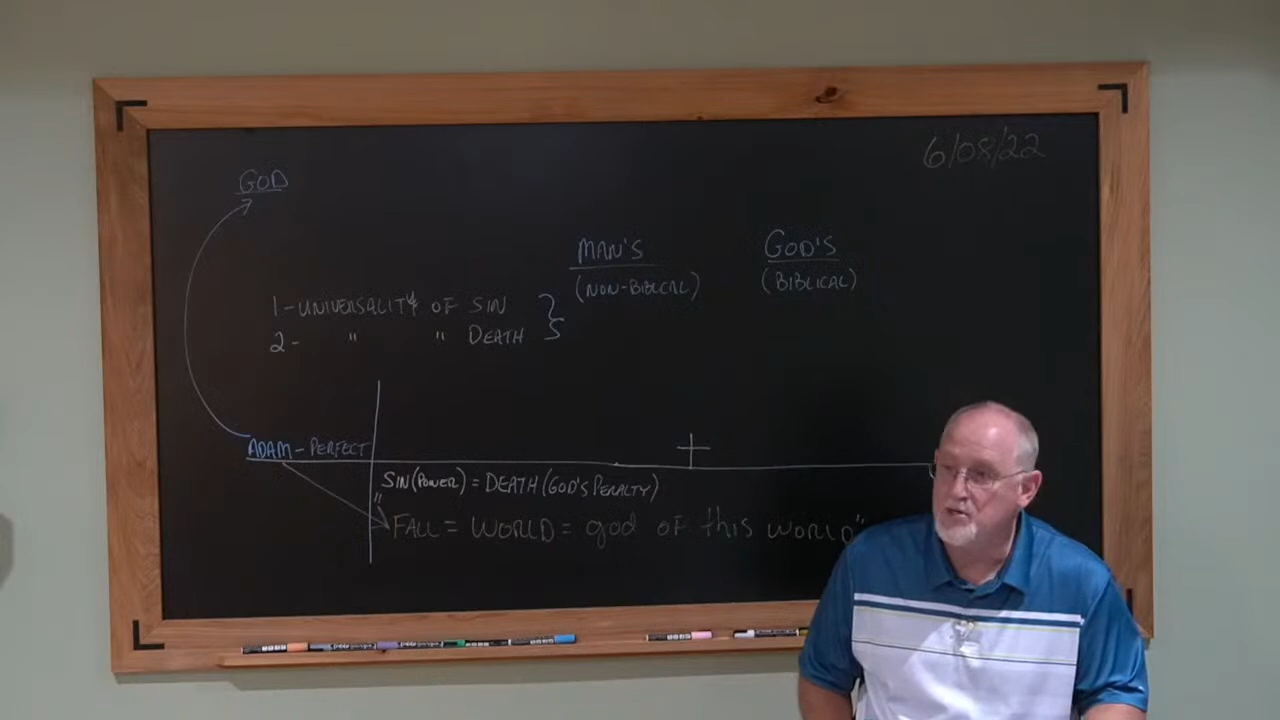 6/08/22
GOD
MAN'S
GOD'S
(NON-BIBLICAL)
(BIBLICAL)
1-UNIVERSALITY OF SIN
2- " " DEATH
ADAM-PERFECT
SIN(POWER)=DEATH(GOD'S PENALTY)
"FALL=WORLD=god of this world"